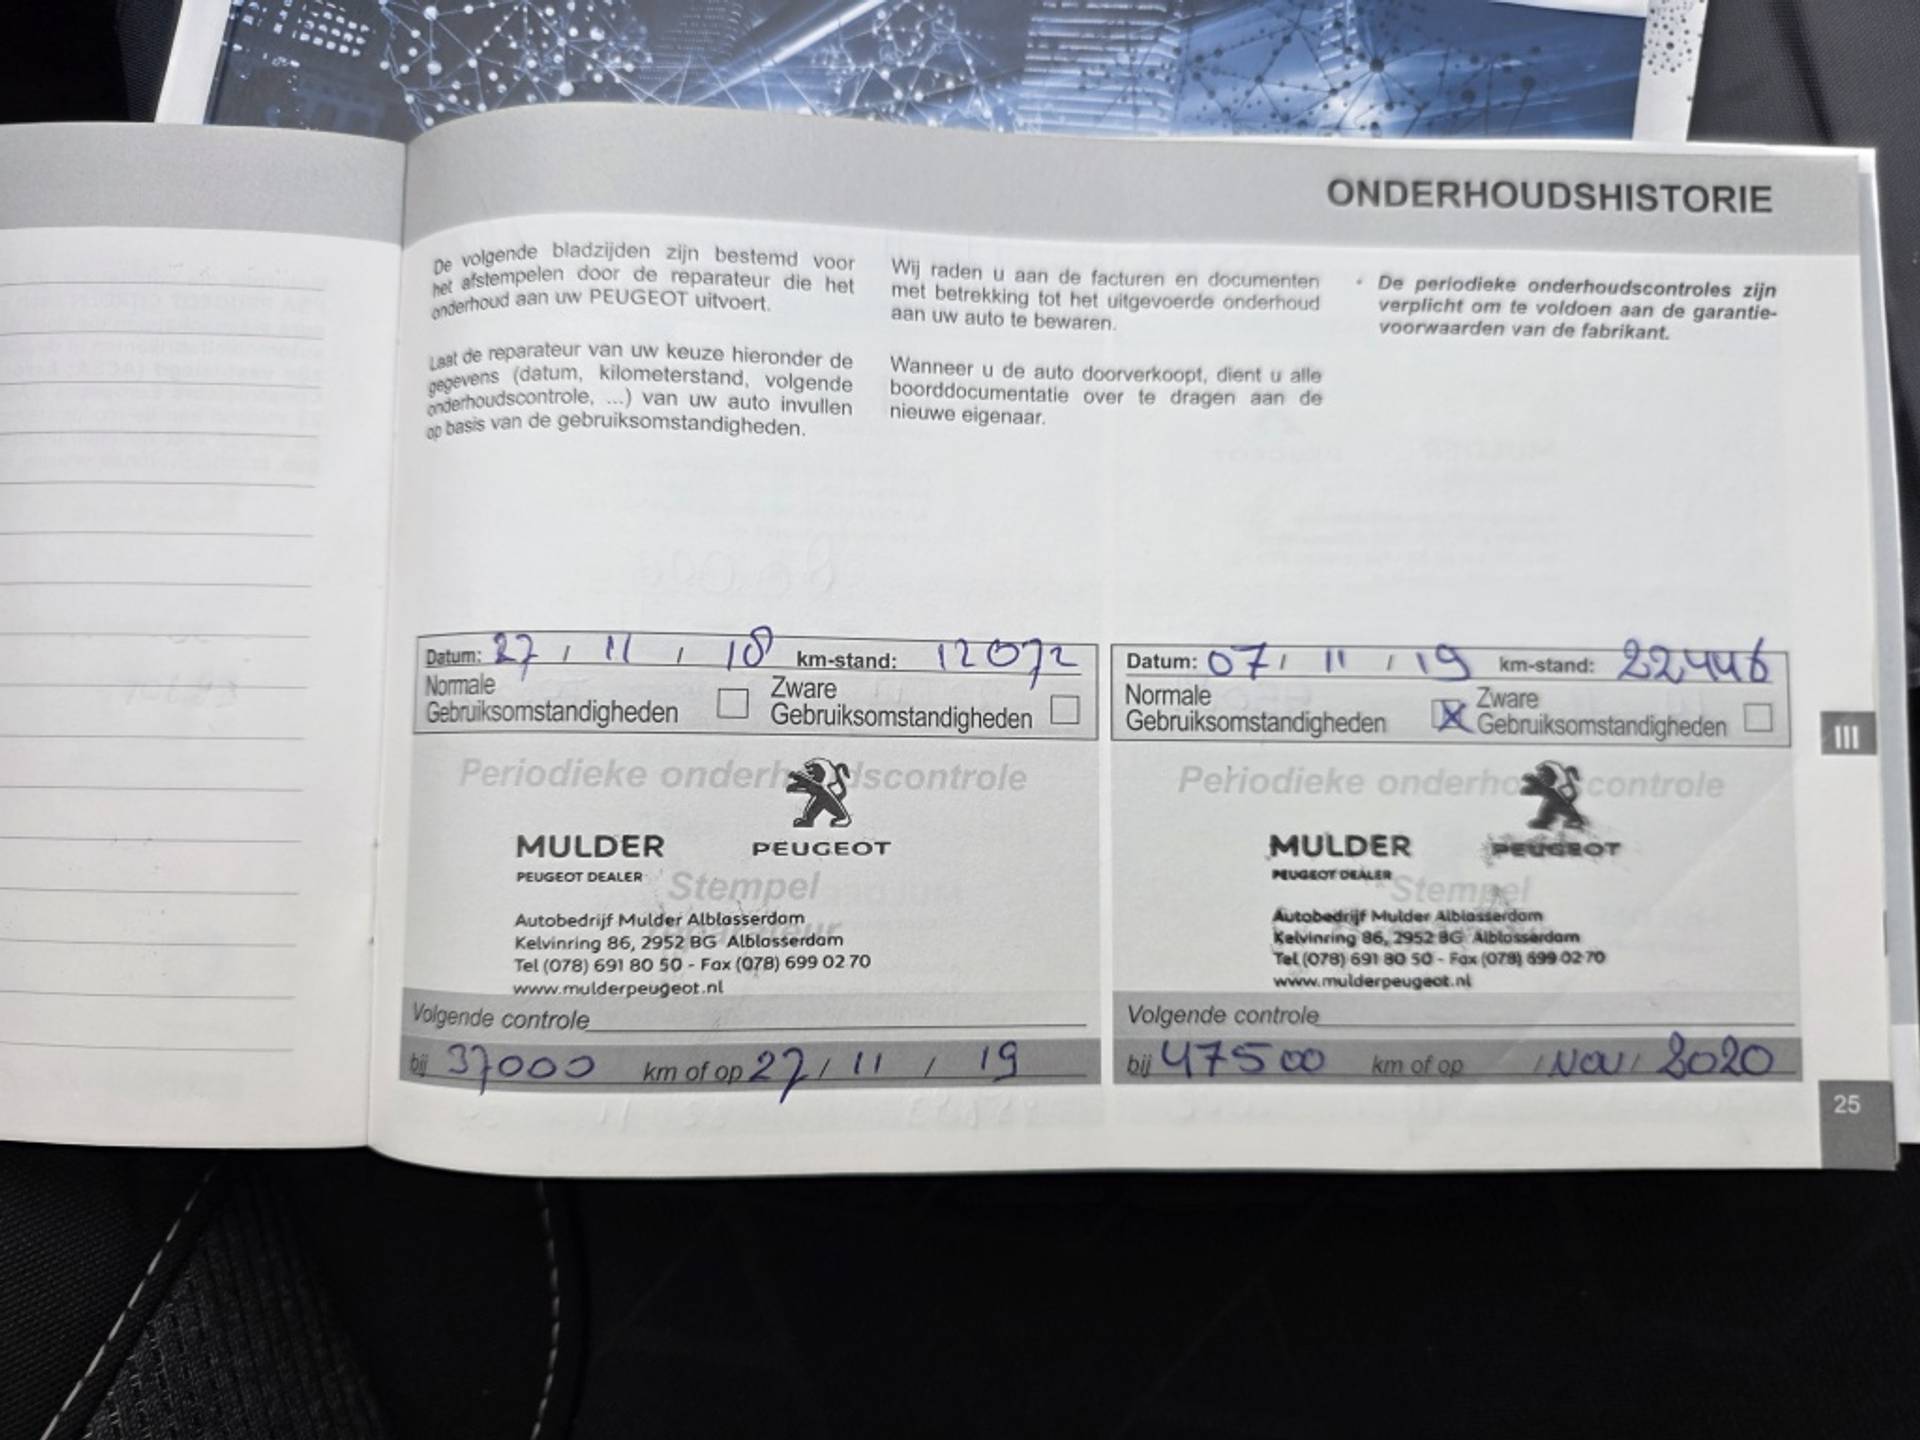 ONDERHOUDSHISTORIE
De volgende bladzijden zijn bestemd voor
het afstempelen door de reparateur die het
onderhoud aan uw PEUGEOT uitvoert.
Laat de reparateur van uw keuze hieronder de
gegevens (datum, kilometerstand, volgende
onderhoudscontrole, ...) van uw auto invullen
op basis van de gebruiksomstandigheden.
Wij raden u aan de facturen en documenten
met betrekking tot het uitgevoerde onderhoud
aan uw auto te bewaren.
Wanneer u de auto doorverkoopt, dient u alle
boorddocumentatie over te dragen aan de
nieuwe eigenaar.
• De periodieke onderhoudscontroles zijn
verplicht om te voldoen aan de garantie-
voorwaarden van de fabrikant.
Datum: 27 / 11 / 18 km-stand: 12072
Normale Zware
Gebruiksomstandigheden Gebruiksomstandigheden
Periodieke onderhoudscontrole
MULDER PEUGEOT
PEUGEOT DEALER
Stempel
reparateur
Autobedrijf Mulder Alblasserdam
Kelvinring 86, 2952 BG Alblasserdam
Tel (078) 691 80 50 - Fax (078) 699 02 70
www.mulderpeugeot.nl
Volgende controle
bij 37000 km of op 27 / 11 / 19
Datum: 07 / 11 / 19 km-stand: 22446
Normale Zware
Gebruiksomstandigheden X Gebruiksomstandigheden
Periodieke onderhoudscontrole
MULDER PEUGEOT
PEUGEOT DEALER
Stempel
Autobedrijf Mulder Alblasserdam
Kelvinring 86, 2952 BG Alblasserdam
Tel (078) 691 80 50 - Fax (078) 699 02 70
www.mulderpeugeot.nl
Volgende controle
bij 47500 km of op / Nov / 2020
III
25